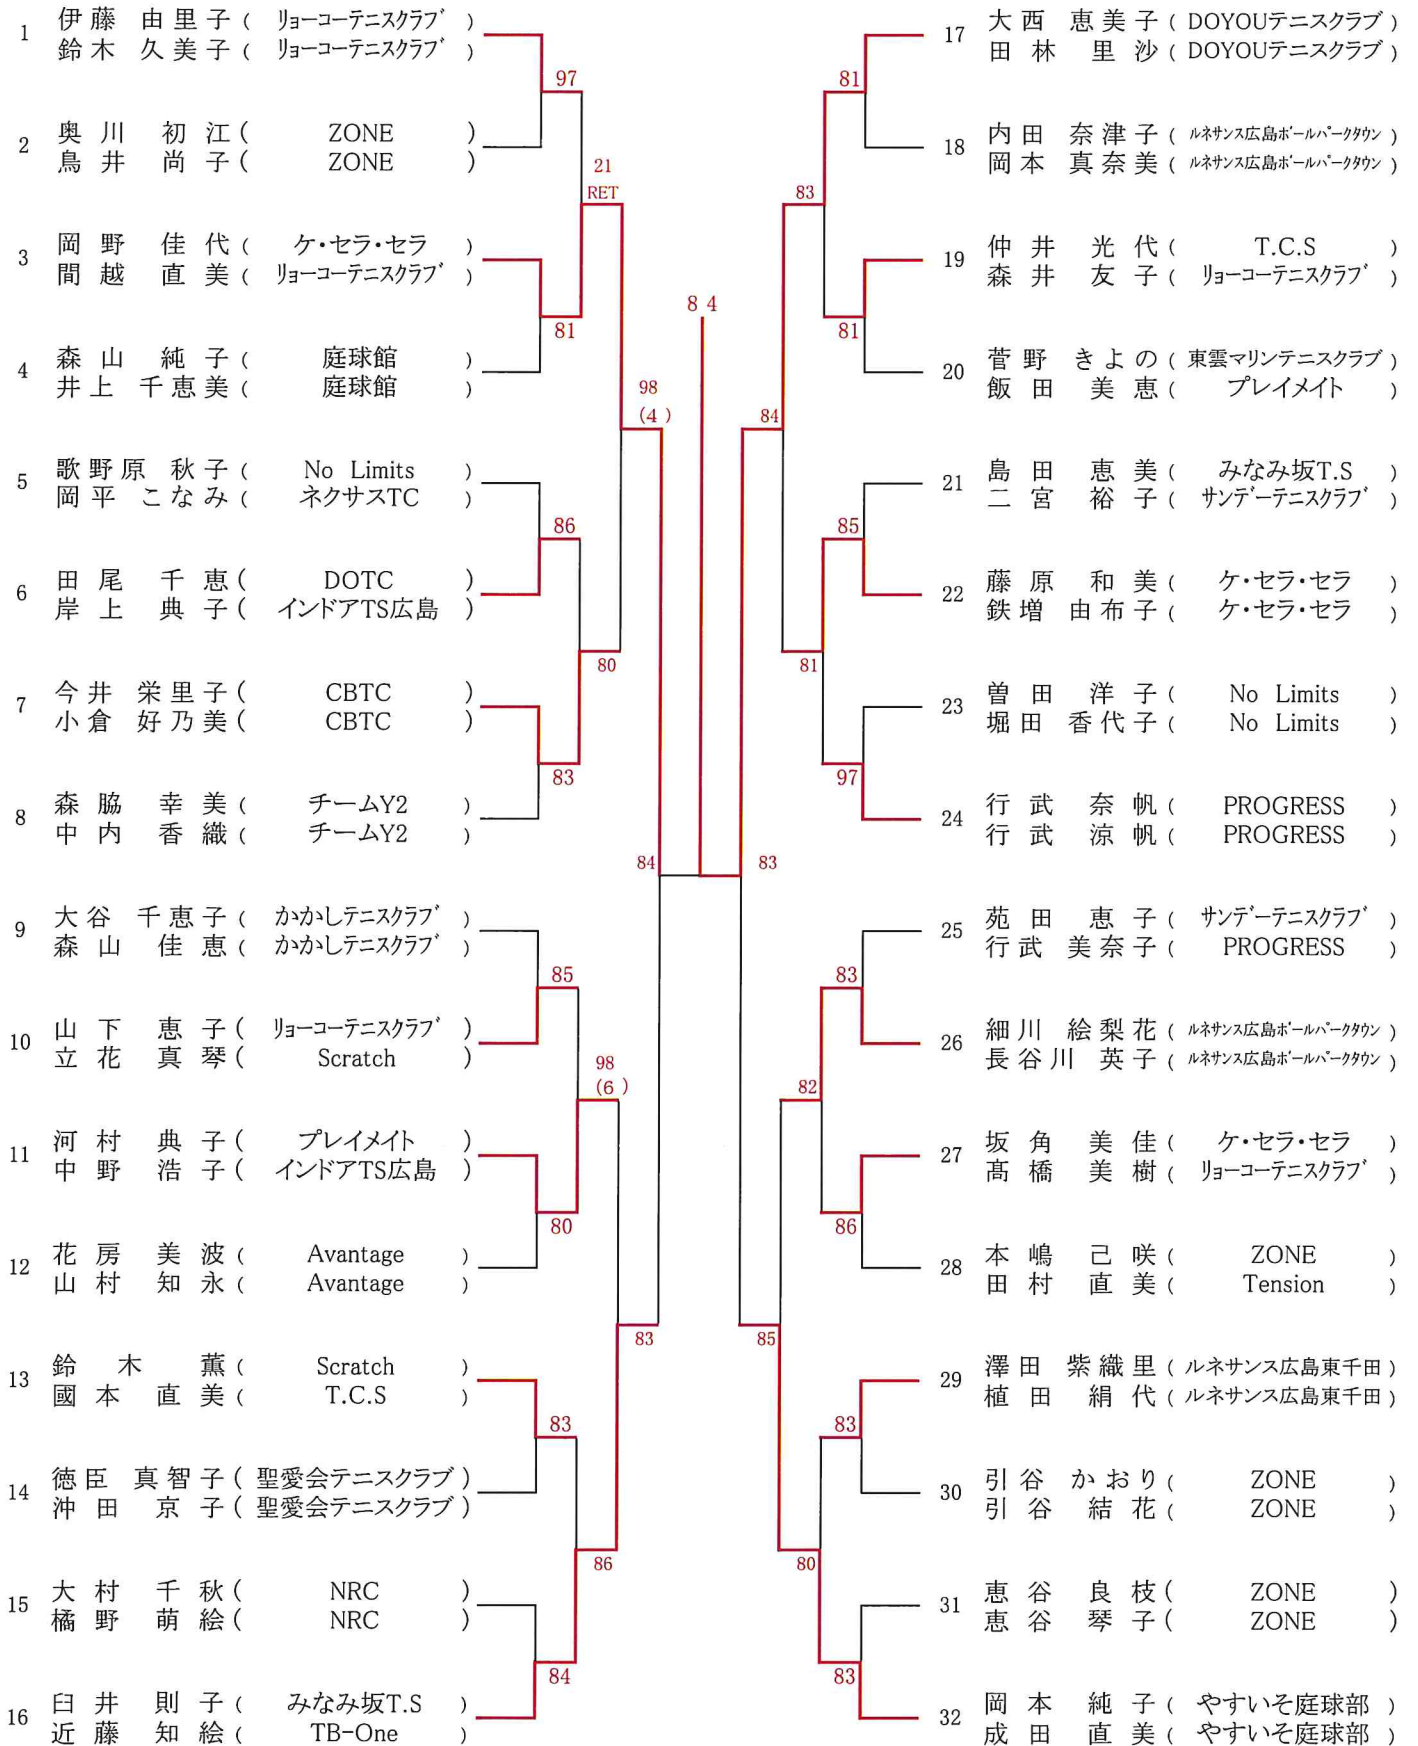 1 伊藤 由里子 ( リョーコーテニスクラブ )
鈴木 久美子 ( リョーコーテニスクラブ )
97
2 奥川 初江 ( ZONE )
鳥井 尚子 ( ZONE )
21
RET
3 岡野 佳代 ( ケ・セラ・セラ )
間越 直美 ( リョーコーテニスクラブ )
81
4 森山 純子 ( 庭球館 )
井上 千恵美 ( 庭球館 )
98
(4)
5 歌野原 秋子 ( No Limits )
岡平 こなみ ( ネクサスTC )
86
6 田尾 千恵 ( DOTC )
岸上 典子 ( インドアTS広島 )
80
7 今井 栄里子 ( CBTC )
小倉 好乃美 ( CBTC )
83
8 森脇 幸美 ( チームY2 )
中内 香織 ( チームY2 )
84
9 大谷 千恵子 ( かかしテニスクラブ )
森山 佳恵 ( かかしテニスクラブ )
85
10 山下 恵子 ( リョーコーテニスクラブ )
立花 真琴 ( Scratch )
98
(6)
11 河村 典子 ( プレイメイト )
中野 浩子 ( インドアTS広島 )
80
12 花房 美波 ( Avantage )
山村 知永 ( Avantage )
83
13 鈴木 薫 ( Scratch )
國本 直美 ( T.C.S )
83
14 徳臣 真智子 ( 聖愛会テニスクラブ )
沖田 京子 ( 聖愛会テニスクラブ )
86
15 大村 千秋 ( NRC )
橘野 萌絵 ( NRC )
84
16 臼井 則子 ( みなみ坂T.S )
近藤 知絵 ( TB-One )
8 4
17 大西 恵美子 ( DOYOUテニスクラブ )
田林 里沙 ( DOYOUテニスクラブ )
81
18 内田 奈津子 ( ルネサンス広島ボールパークタウン )
岡本 真奈美 ( ルネサンス広島ボールパークタウン )
83
19 仲井 光代 ( T.C.S )
森井 友子 ( リョーコーテニスクラブ )
81
20 菅野 きよの ( 東雲マリンテニスクラブ )
飯田 美恵 ( プレイメイト )
84
21 島田 恵美 ( みなみ坂T.S )
二宮 裕子 ( サンデーテニスクラブ )
85
22 藤原 和美 ( ケ・セラ・セラ )
鉄増 由布子 ( ケ・セラ・セラ )
81
23 曽田 洋子 ( No Limits )
堀田 香代子 ( No Limits )
97
24 行武 奈帆 ( PROGRESS )
行武 涼帆 ( PROGRESS )
83
25 苑田 恵子 ( サンデーテニスクラブ )
行武 美奈子 ( PROGRESS )
83
26 細川 絵梨花 ( ルネサンス広島ボールパークタウン )
長谷川 英子 ( ルネサンス広島ボールパークタウン )
82
27 坂角 美佳 ( ケ・セラ・セラ )
髙橋 美樹 ( リョーコーテニスクラブ )
86
28 本嶋 己咲 ( ZONE )
田村 直美 ( Tension )
85
29 澤田 紫織里 ( ルネサンス広島東千田 )
植田 絹代 ( ルネサンス広島東千田 )
83
30 引谷 かおり ( ZONE )
引谷 結花 ( ZONE )
80
31 恵谷 良枝 ( ZONE )
恵谷 琴子 ( ZONE )
83
32 岡本 純子 ( やすいそ庭球部 )
成田 直美 ( やすいそ庭球部 )